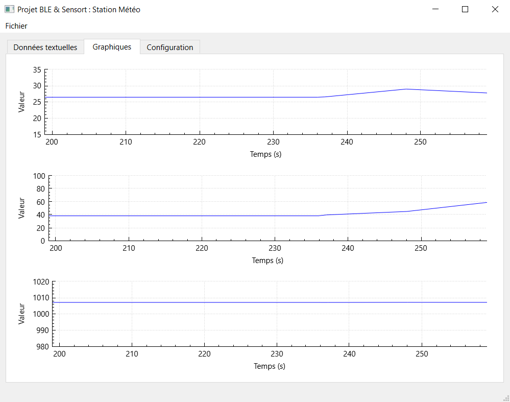 Projet BLE & Sensort : Station Météo
Fichier
Données textuelles Graphiques Configuration
35
30
25
20
15
Valeur
200 210 220 230 240 250
Temps (s)
100
80
60
40
20
0
Valeur
200 210 220 230 240 250
Temps (s)
1020
1010
1000
990
980
Valeur
200 210 220 230 240 250
Temps (s)